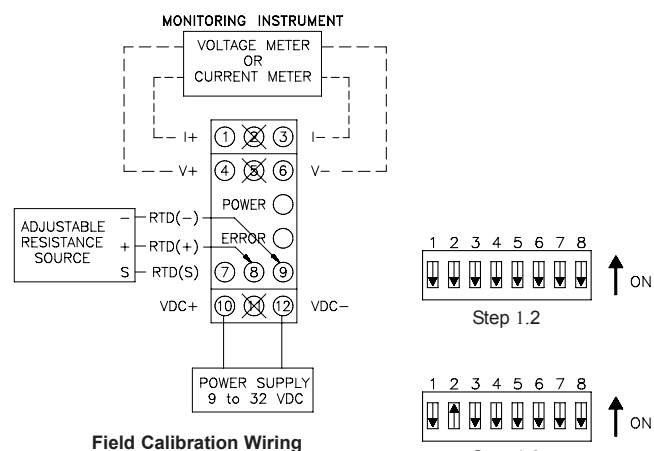 MONITORING INSTRUMENT
VOLTAGE METER
OR
CURRENT METER
I+ 1 2 3 I-
V+ 4 5 6 V-
POWER
ERROR
ADJUSTABLE
RESISTANCE
SOURCE
- RTD(-)
+ RTD(+)
S RTD(S) 7 8 9
VDC+ 10 11 12 VDC-
POWER SUPPLY
9 to 32 VDC
Field Calibration Wiring
1 2 3 4 5 6 7 8
ON
Step 1.2
1 2 3 4 5 6 7 8
ON